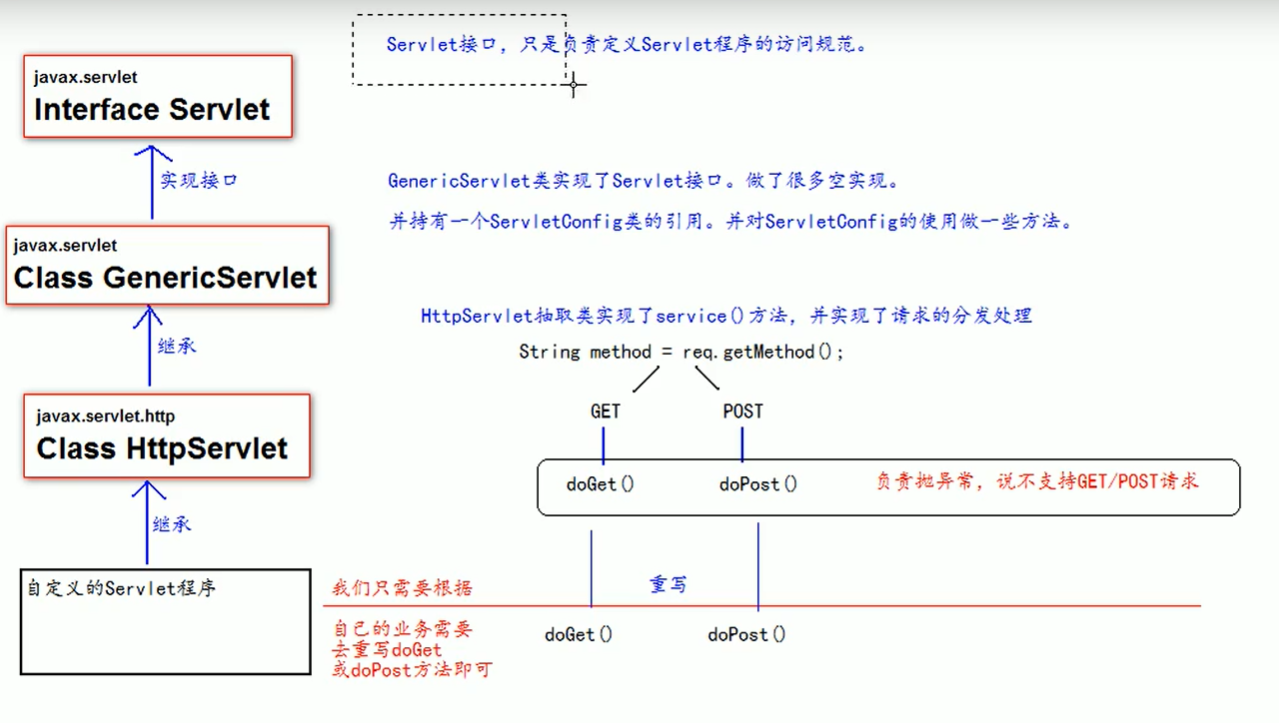 Servlet接口，只是负责定义Servlet程序的访问规范。
javax.servlet
Interface Servlet
实现接口
GenericServlet类实现了Servlet接口。做了很多空实现。
并持有一个ServletConfig类的引用。并对ServletConfig的使用做一些方法。
javax.servlet
Class GenericServlet
继承
HttpServlet抽取类实现了service()方法，并实现了请求的分发处理
String method = req.getMethod();
GET POST
javax.servlet.http
Class HttpServlet
doGet() doPost() 负责抛异常，说不支持GET/POST请求
继承
自定义的Servlet程序
我们只需要根据
重写
自己的业务需要
去重写doGet
或doPost方法即可
doGet() doPost()